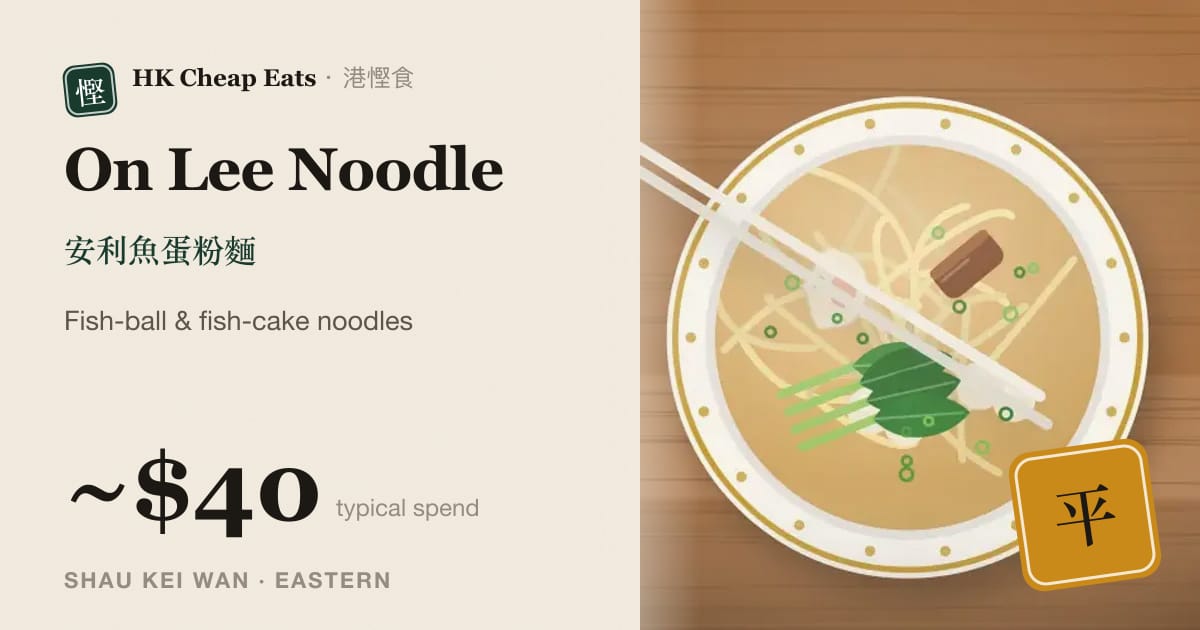 慳
HK Cheap Eats · 港慳食
On Lee Noodle
安利魚蛋粉麵
Fish-ball & fish-cake noodles
~$40 typical spend
SHAU KEI WAN · EASTERN
平